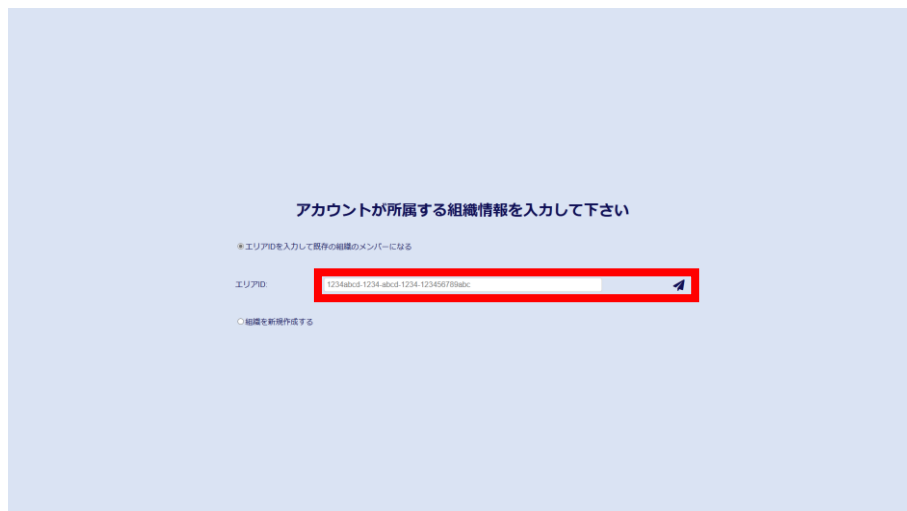 アカウントが所属する組織情報を入力して下さい
エリアIDを入力して既存の組織のメンバーになる
エリアID: 1234abcd-1234-abcd-1234-123456789abc
組織を新規作成する